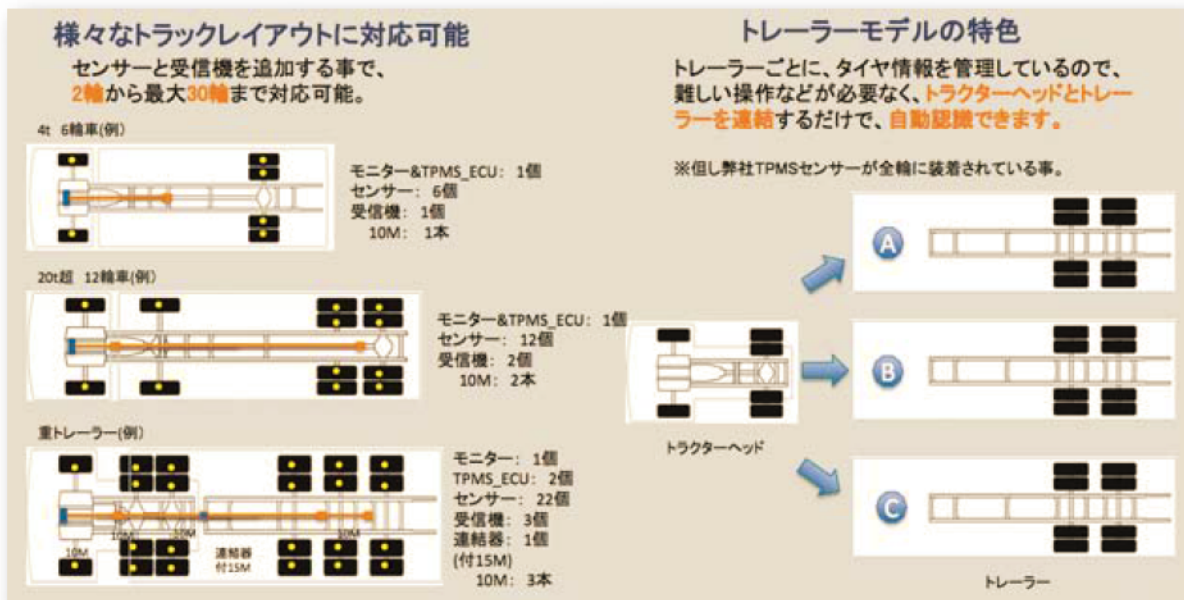 様々なトラックレイアウトに対応可能
センサーと受信機を追加する事で、
2輪から最大30輪まで対応可能。
4t 6輪車(例)
モニター&TPMS_ECU: 1個
センサー: 6個
受信機: 1個
10M: 1本
20t超 12輪車(例)
モニター&TPMS_ECU: 1個
センサー: 12個
受信機: 2個
10M: 2本
重トレーラー(例)
モニター: 1個
TPMS_ECU: 2個
センサー: 22個
受信機: 3個
連結器: 1個
(付15M)
10M: 3本
10M
10M
10M
10M
連結器
付15M
トレーラーモデルの特色
トレーラーごとに、タイヤ情報を管理しているので、
難しい操作などが必要なく、トラクターヘッドとトレー
ラーを連結するだけで、自動認識できます。
※但し弊社TPMSセンサーが全輪に装着されている事。
A
B
C
トラクターヘッド
トレーラー